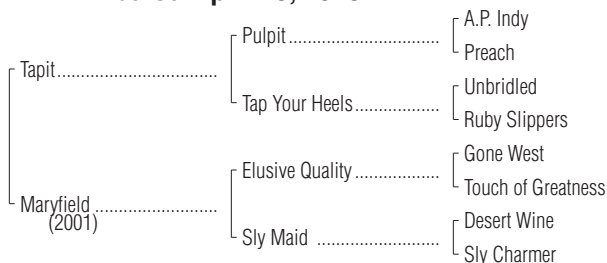 A.P. Indy
Pulpit
Preach
Tapit
Unbridled
Tap Your Heels
Ruby Slippers
Gone West
Elusive Quality
Touch of Greatness
Maryfield
(2001)
Desert Wine
Sly Maid
Sly Charmer